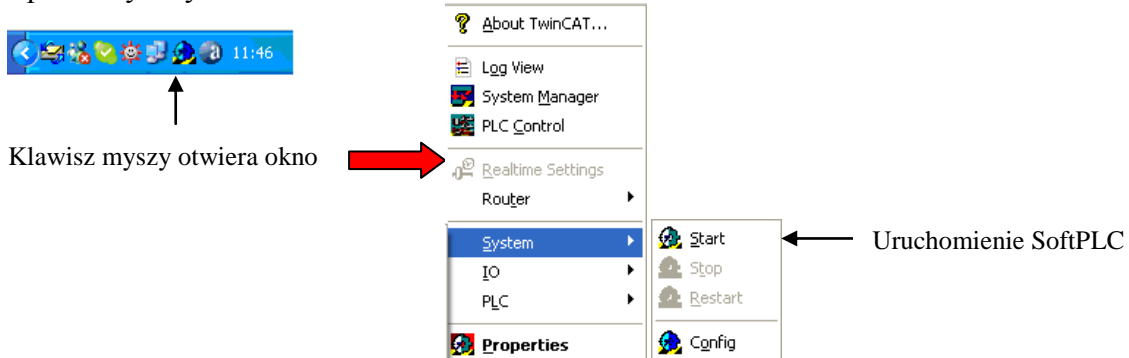 About TwinCAT...
11:46
Log View
System Manager
PLC Control
Klawisz myszy otwiera okno
Realtime Settings
Router
System
Start
Uruchomienie SoftPLC
IO
Stop
PLC
Restart
Properties
Config